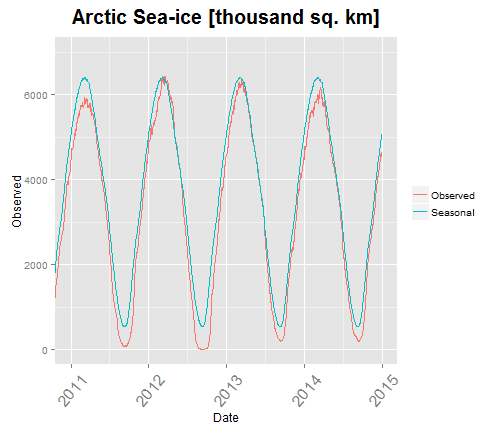 Arctic Sea-ice [thousand sq. km]
6000
4000
2000
0
Observed
2011
2012
2013
2014
2015
Date
Observed
Seasonal